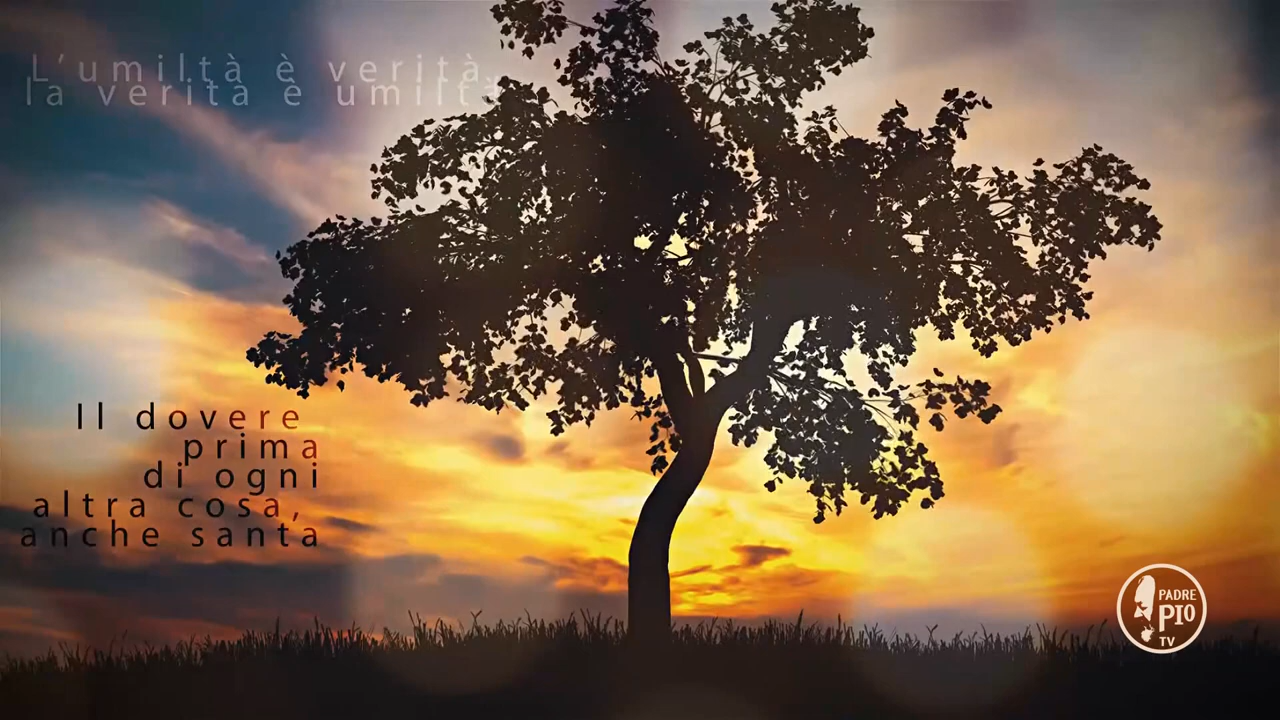 L'umiltà è verità,
la verità è umiltà
Il dovere
prima
di ogni
altra cosa,
anche santa
PADRE
PIO
TV